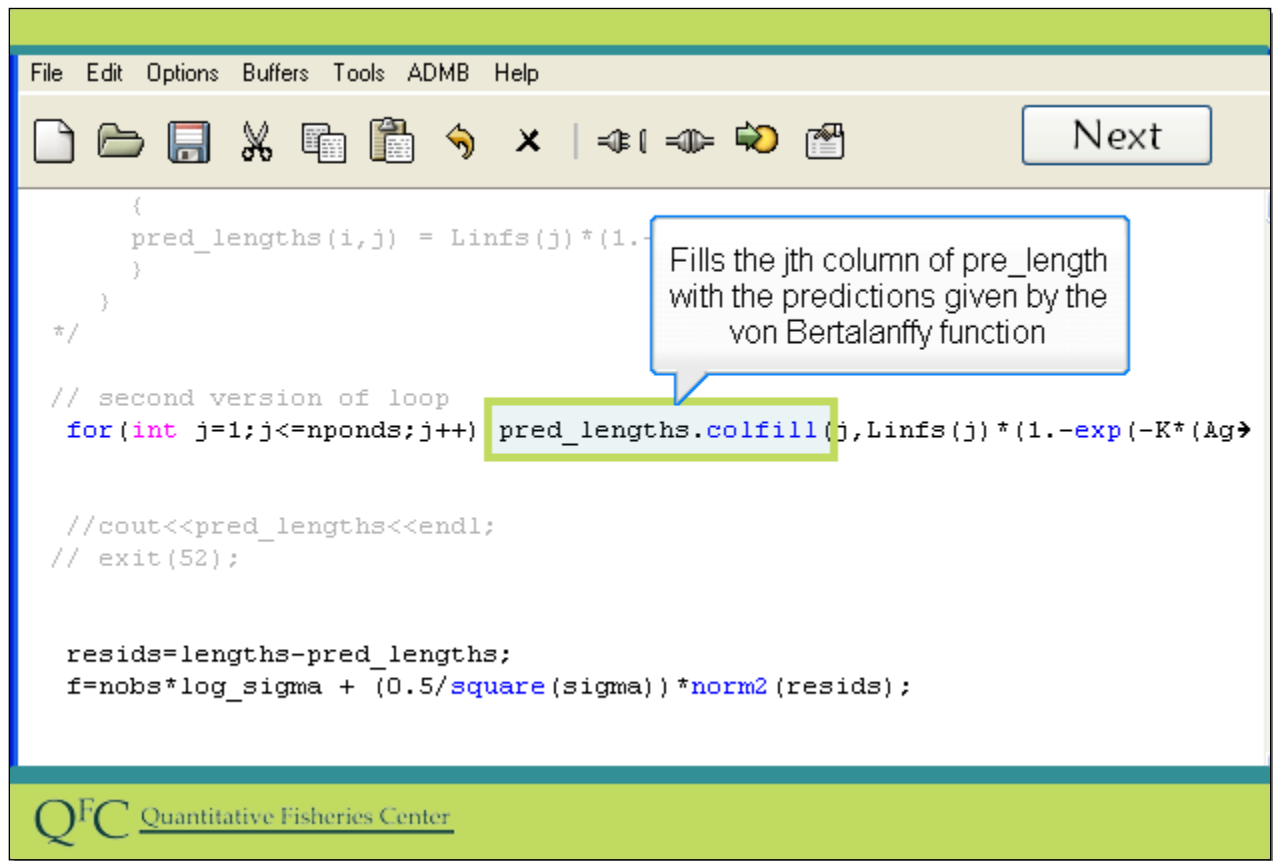 File Edit Options Buffers Tools ADMB Help
Next
{
pred_lengths(i,j) = Linfs(j)*(1.-
}
}
*/
Fills the jth column of pre_length
with the predictions given by the
von Bertalanffy function
// second version of loop
for(int j=1;j<=nponds;j++) pred_lengths.colfill(j,Linfs(j)*(1.-exp(-K*(Ag
//cout<<pred_lengths<<endl;
// exit(52);
resids=lengths-pred_lengths;
f=nobs*log_sigma + (0.5/square(sigma))*norm2(resids);
QFC Quantitative Fisheries Center